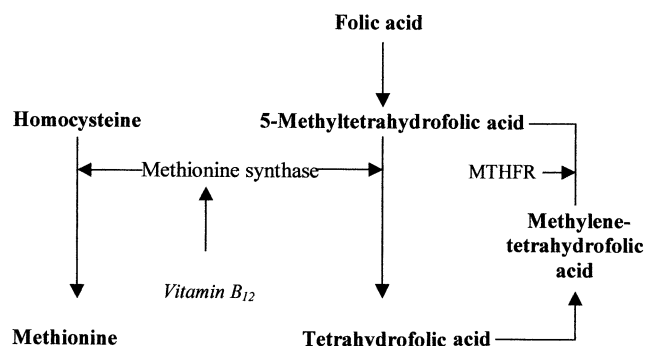 Folic acid
Homocysteine
5-Methyltetrahydrofolic acid
Methionine synthase
MTHFR
Methylene-
tetrahydrofolic
acid
Vitamin B12
Methionine
Tetrahydrofolic acid